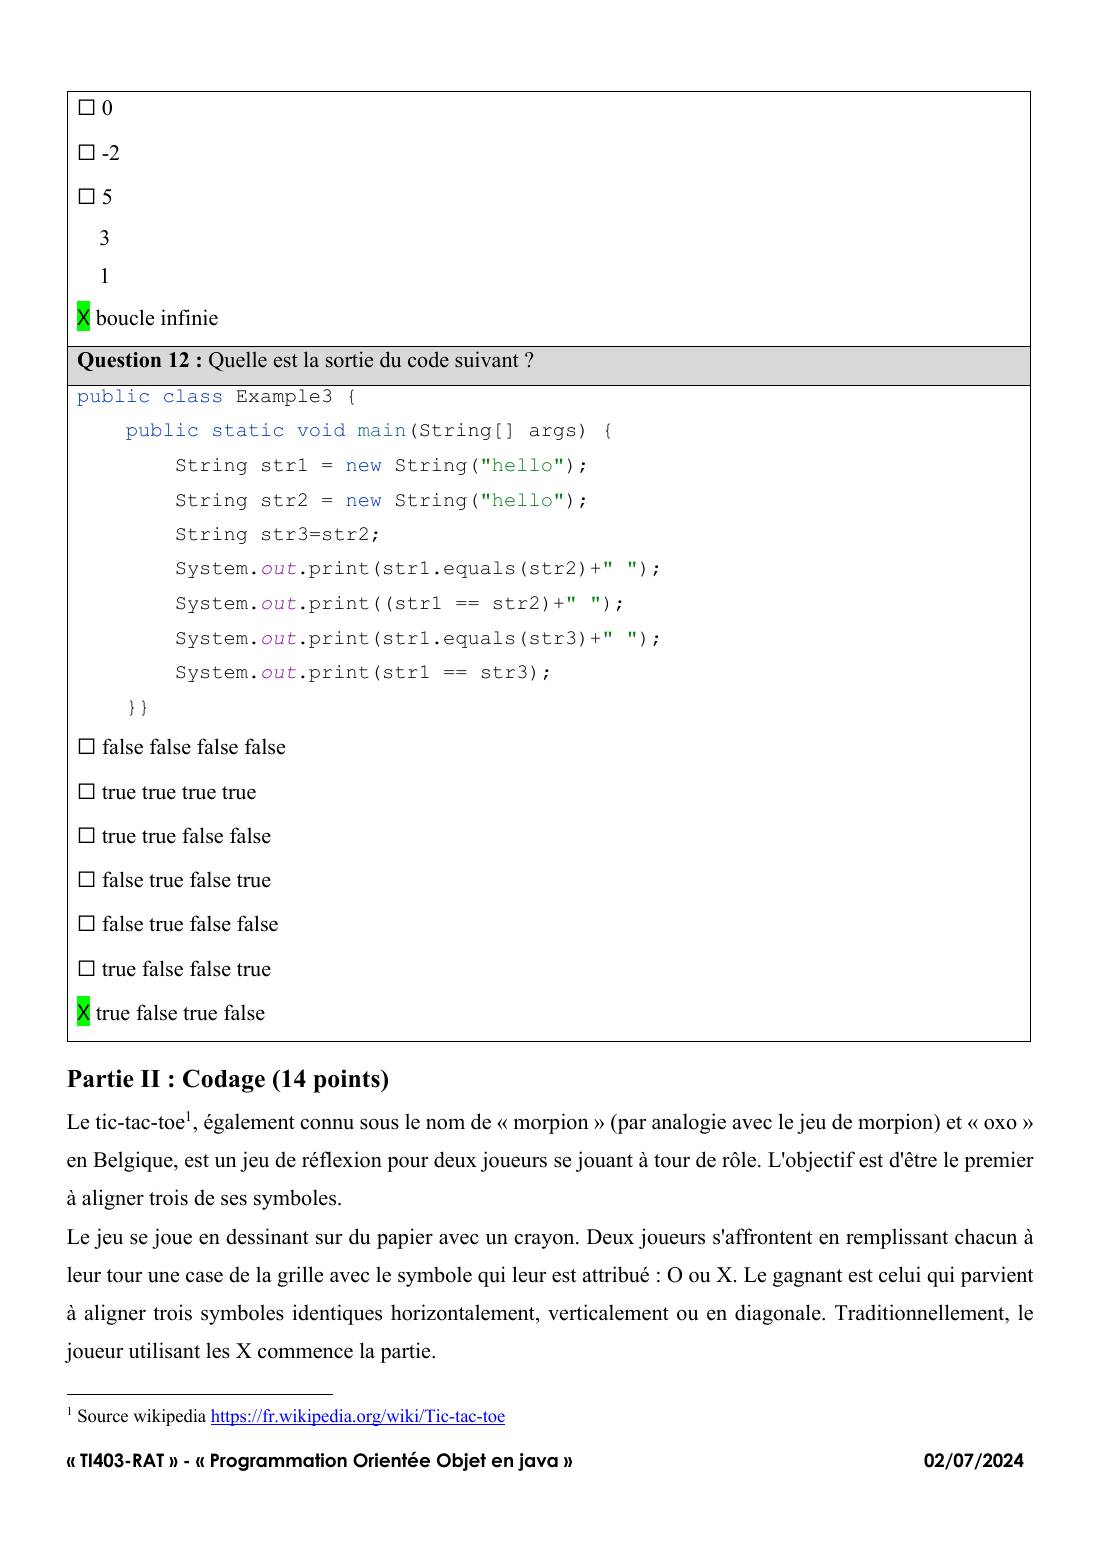 ☐ 0
☐ -2
☐ 5
3
1
X boucle infinie
Question 12 : Quelle est la sortie du code suivant ?
public class Example3 {
    public static void main(String[] args) {
        String str1 = new String("hello");
        String str2 = new String("hello");
        String str3=str2;
        System.out.print(str1.equals(str2)+" ");
        System.out.print((str1 == str2)+" ");
        System.out.print(str1.equals(str3)+" ");
        System.out.print(str1 == str3);
    }}
☐ false false false false
☐ true true true true
☐ true true false false
☐ false true false true
☐ false true false false
☐ true false false true
X true false true false
Partie II : Codage (14 points)
Le tic-tac-toe1, également connu sous le nom de « morpion » (par analogie avec le jeu de morpion) et « oxo »
en Belgique, est un jeu de réflexion pour deux joueurs se jouant à tour de rôle. L'objectif est d'être le premier
à aligner trois de ses symboles.
Le jeu se joue en dessinant sur du papier avec un crayon. Deux joueurs s'affrontent en remplissant chacun à
leur tour une case de la grille avec le symbole qui leur est attribué : O ou X. Le gagnant est celui qui parvient
à aligner trois symboles identiques horizontalement, verticalement ou en diagonale. Traditionnellement, le
joueur utilisant les X commence la partie.
1 Source wikipedia https://fr.wikipedia.org/wiki/Tic-tac-toe
« TI403-RAT » - « Programmation Orientée Objet en java » 02/07/2024